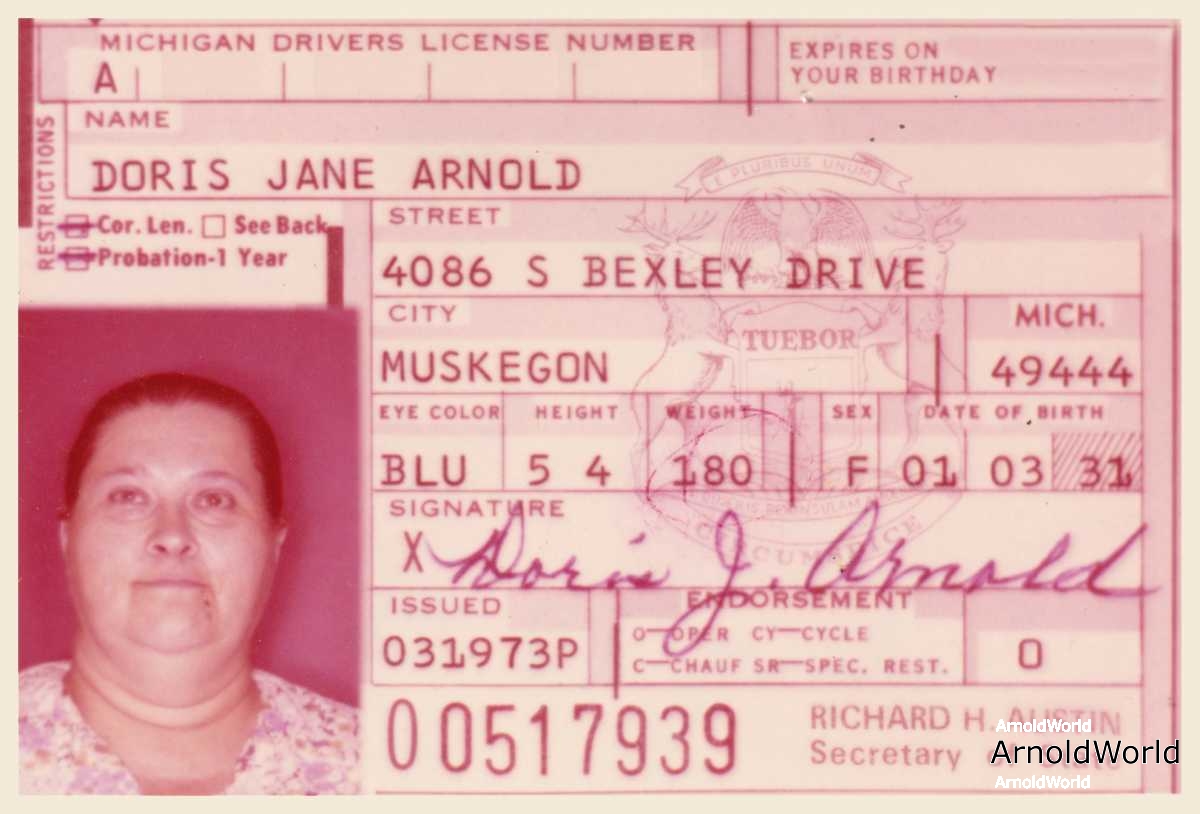 MICHIGAN DRIVERS LICENSE NUMBER
A
EXPIRES ON
YOUR BIRTHDAY
RESTRICTIONS
NAME
DORIS JANE ARNOLD
E PLURIBUS UNUM
Cor. Len. See Back
Probation-1 Year
STREET
4086 S BEXLEY DRIVE
CITY
MICH.
TUEBOR
MUSKEGON
49444
EYE COLOR HEIGHT WEIGHT SEX DATE OF BIRTH
BLU 5 4 180 F 01 03 31
SIGNATURE
X Doris J. Arnold
ISSUED
ENDORSEMENT
031973P
O—OPER CY—CYCLE
C—CHAUF SR—SPEC. REST.
O
00517939
RICHARD H. AUSTIN
Secretary
ArnoldWorld
ArnoldWorld
ArnoldWorld